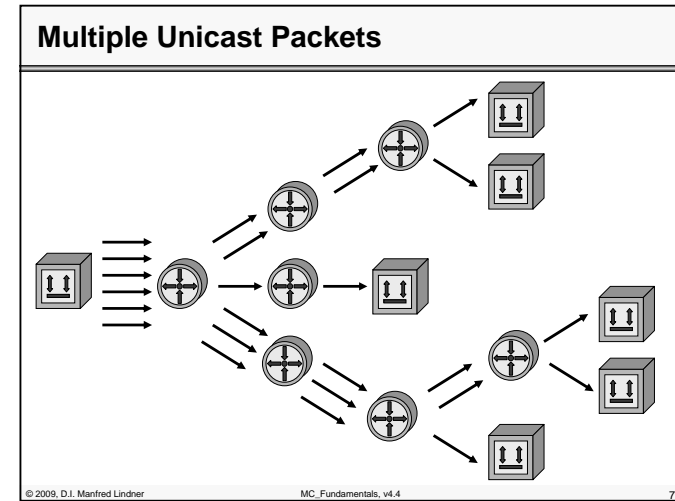 Multiple Unicast Packets
© 2009, D.I. Manfred Lindner
MC_Fundamentals, v4.4
7